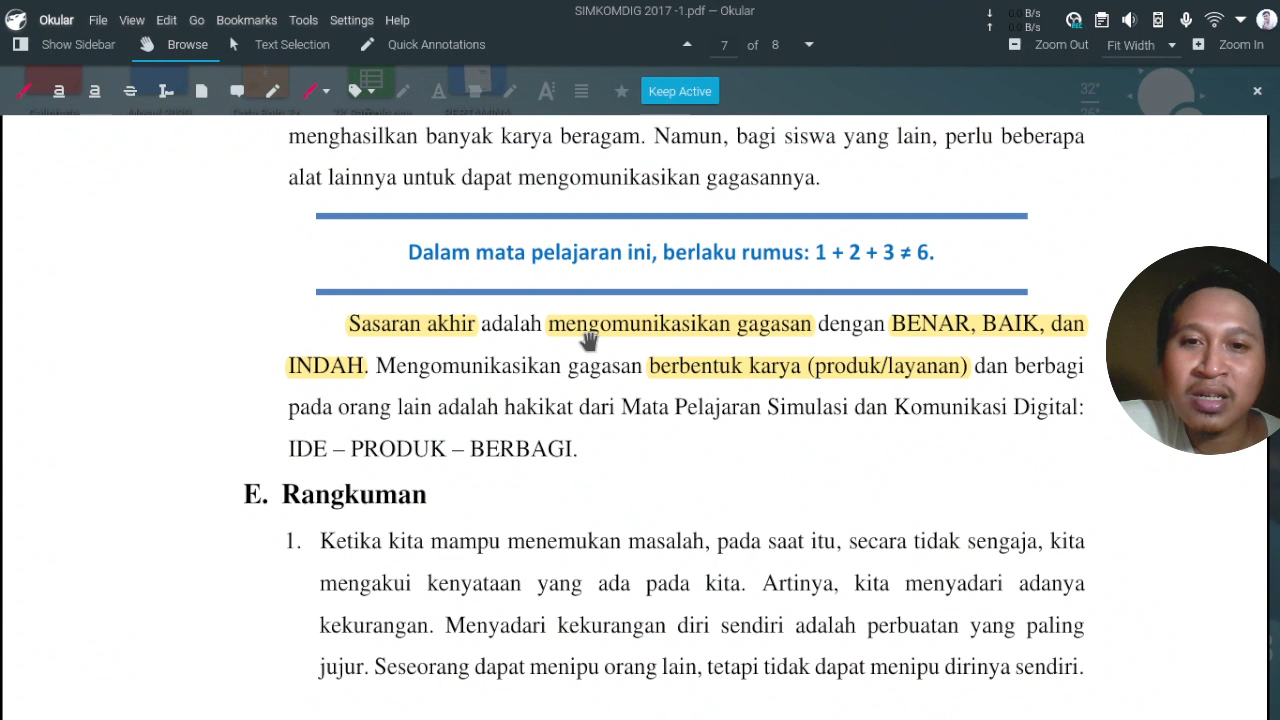 SIMKOMDIG 2017 -1.pdf — Okular
Okular File View Edit Go Bookmarks Tools Settings Help
0.0 B/s
0.0 B/s
Show Sidebar Browse Text Selection Quick Annotations 7 of 8 Zoom Out Fit Width Zoom In
Keep Active
32°
menghasilkan banyak karya beragam. Namun, bagi siswa yang lain, perlu beberapa
alat lainnya untuk dapat mengomunikasikan gagasannya.
Dalam mata pelajaran ini, berlaku rumus: 1 + 2 + 3 ≠ 6.
Sasaran akhir adalah mengomunikasikan gagasan dengan BENAR, BAIK, dan
INDAH. Mengomunikasikan gagasan berbentuk karya (produk/layanan) dan berbagi
pada orang lain adalah hakikat dari Mata Pelajaran Simulasi dan Komunikasi Digital:
IDE – PRODUK – BERBAGI.
E. Rangkuman
1. Ketika kita mampu menemukan masalah, pada saat itu, secara tidak sengaja, kita
mengakui kenyataan yang ada pada kita. Artinya, kita menyadari adanya
kekurangan. Menyadari kekurangan diri sendiri adalah perbuatan yang paling
jujur. Seseorang dapat menipu orang lain, tetapi tidak dapat menipu dirinya sendiri.